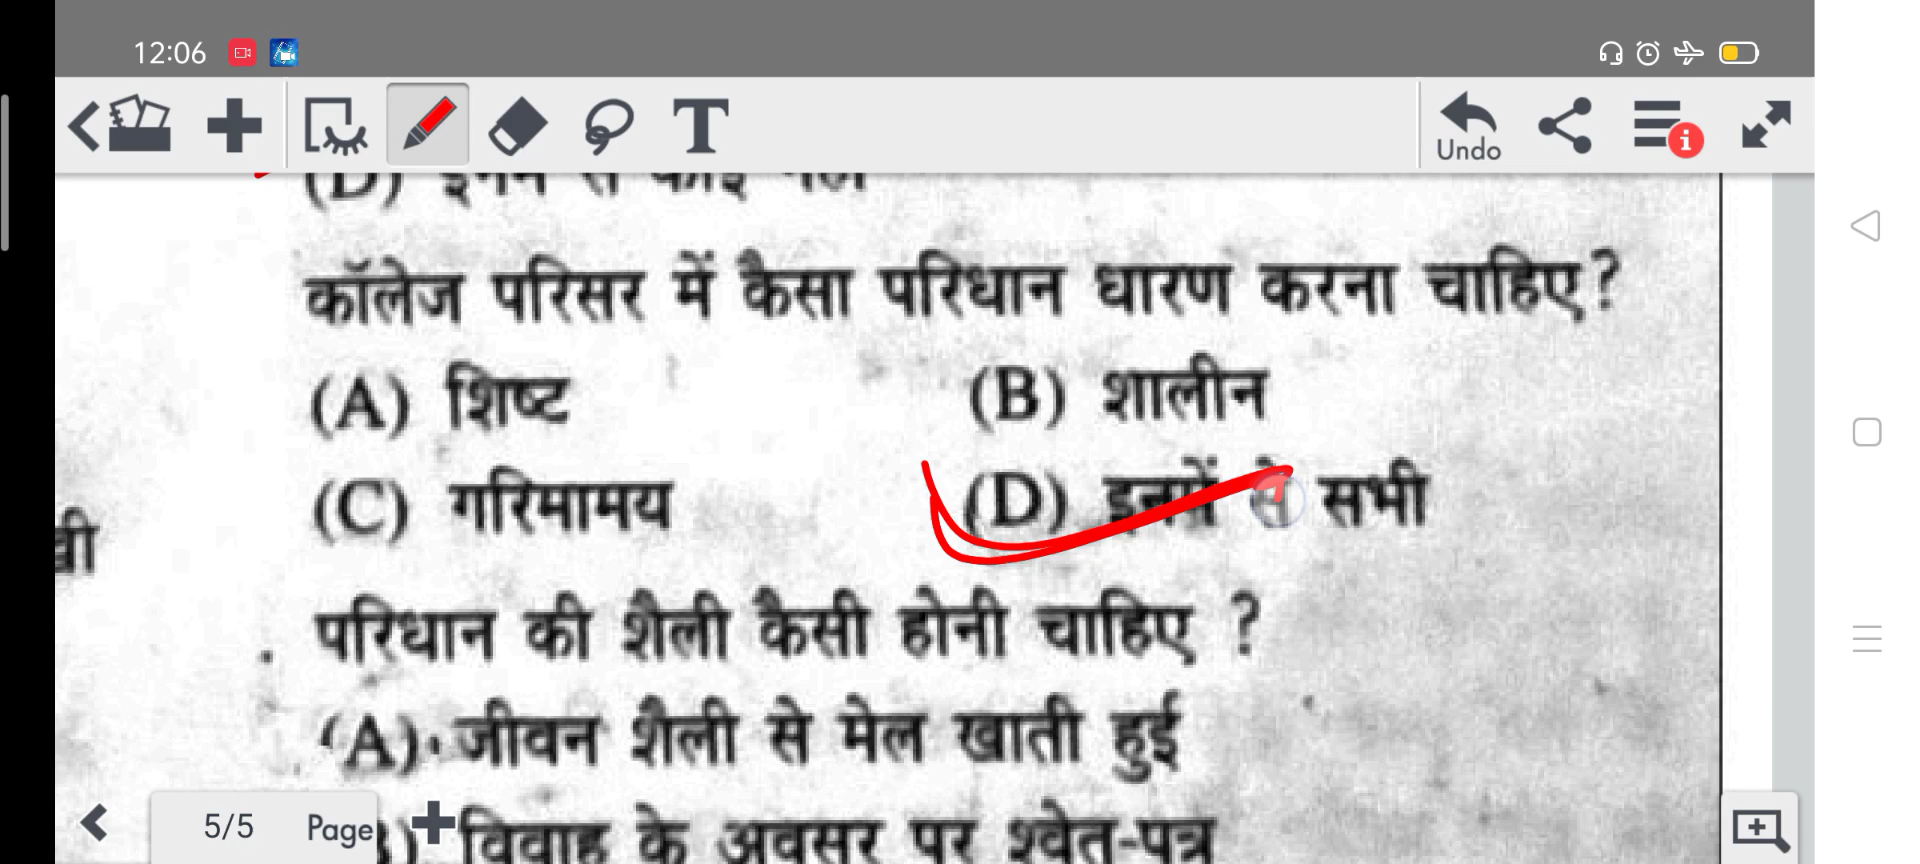 12:06
Undo
कॉलेज परिसर में कैसा परिधान धारण करना चाहिए?
(A) शिष्ट
(B) शालीन
(C) गरिमामय
(D) इनमें से सभी
परिधान की शैली कैसी होनी चाहिए ?
(A) जीवन शैली से मेल खाती हुई
विवाह के अवसर पर श्वेत-पत्र
5/5 Page